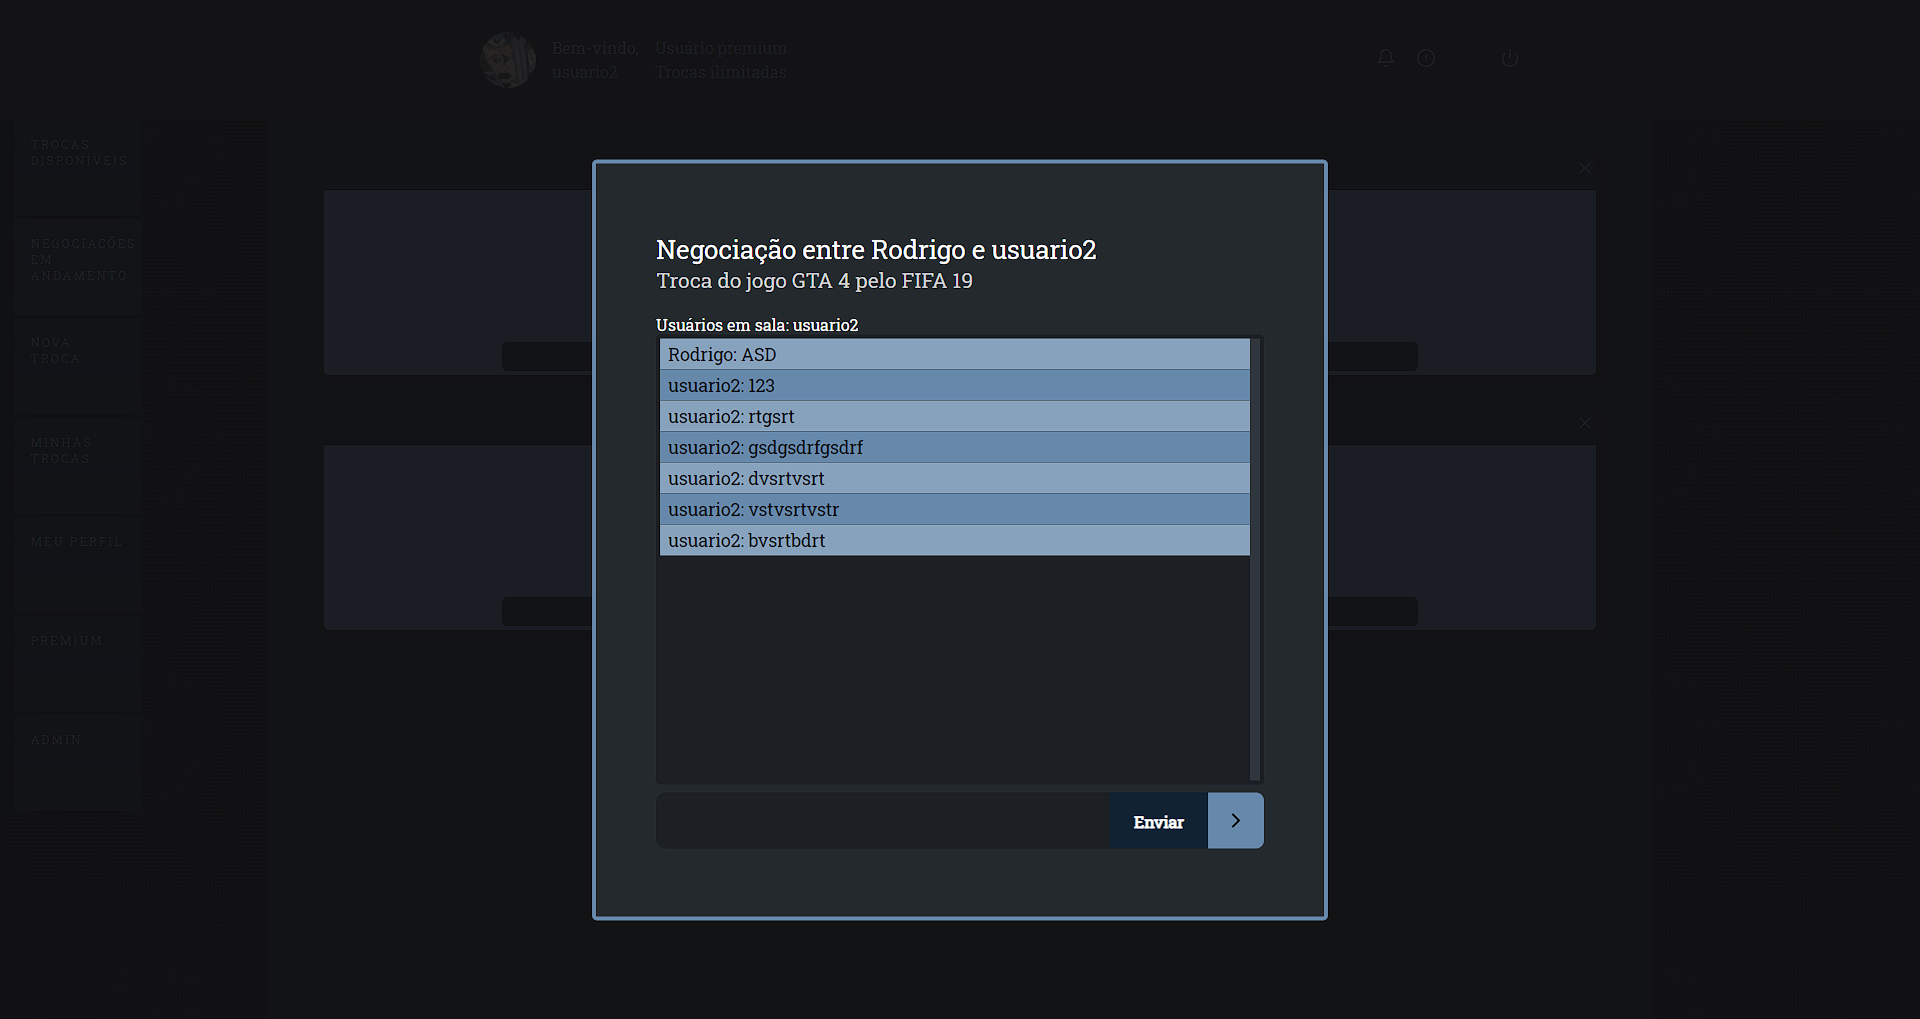 Bem-vindo,
usuario2
Usuário premium
Trocas ilimitadas
TROCAS
DISPONÍVEIS
NEGOCIAÇÕES
EM
ANDAMENTO
NOVA
TROCA
MINHAS
TROCAS
MEU PERFIL
PREMIUM
ADMIN
Negociação entre Rodrigo e usuario2
Troca do jogo GTA 4 pelo FIFA 19
Usuários em sala: usuario2
Rodrigo: ASD
usuario2: 123
usuario2: rtgsrt
usuario2: gsdgsdrfgsdrf
usuario2: dvsrtvsrt
usuario2: vstvsrtvstr
usuario2: bvsrtbdrt
Enviar